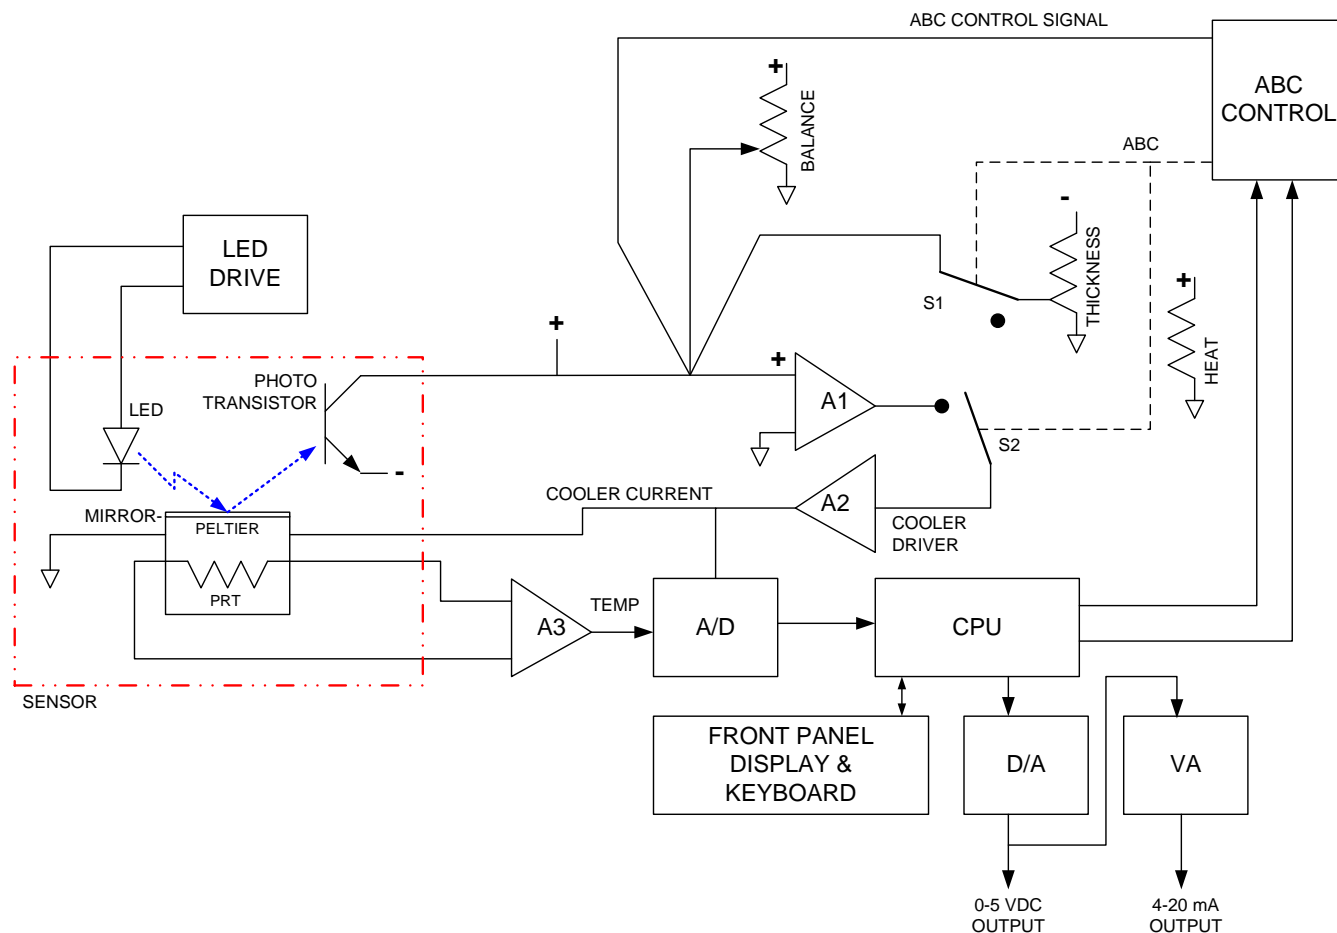 ABC CONTROL SIGNAL
ABC
CONTROL
+
BALANCE
ABC
-
THICKNESS
LED
DRIVE
S1
+
HEAT
+
PHOTO
TRANSISTOR
LED
+
A1
S2
-
MIRROR-
PELTIER
COOLER CURRENT
A2
COOLER
DRIVER
PRT
A3
TEMP
A/D
CPU
SENSOR
FRONT PANEL
DISPLAY &
KEYBOARD
D/A
VA
0-5 VDC
OUTPUT
4-20 mA
OUTPUT